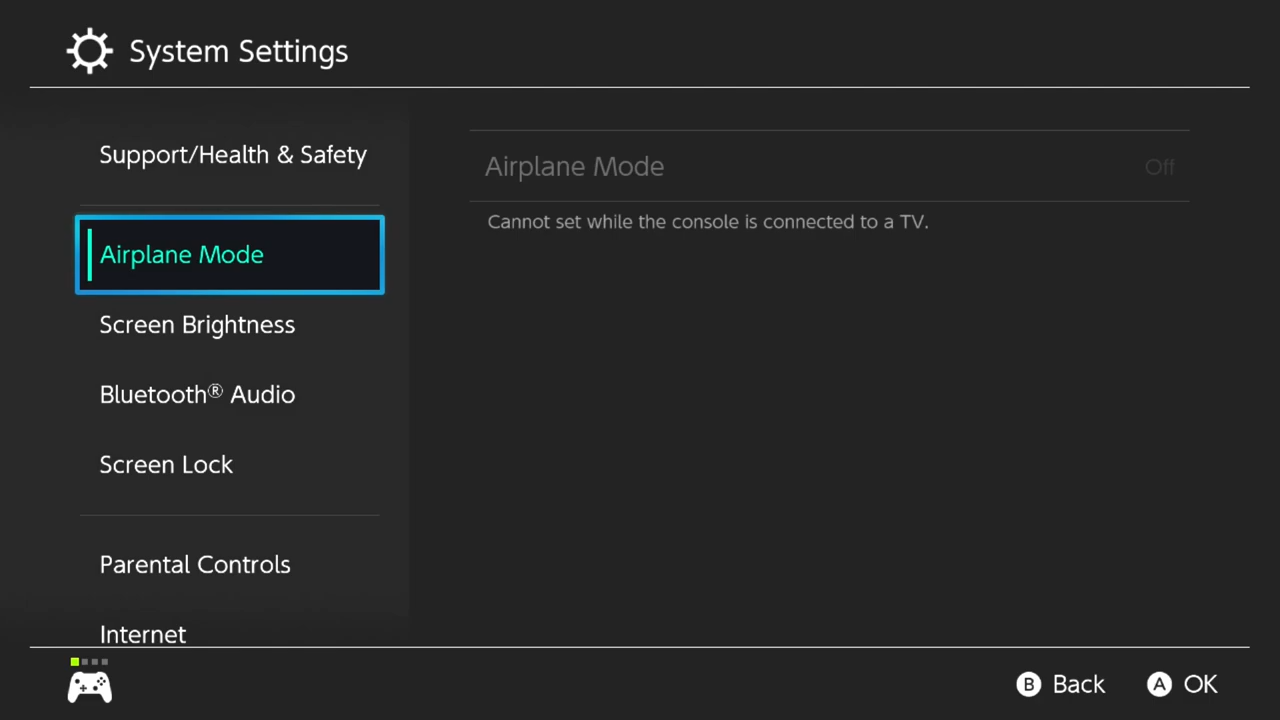 System Settings
Support/Health & Safety
Airplane Mode
Screen Brightness
Bluetooth® Audio
Screen Lock
Parental Controls
Internet
Airplane Mode Off
Cannot set while the console is connected to a TV.
B Back A OK